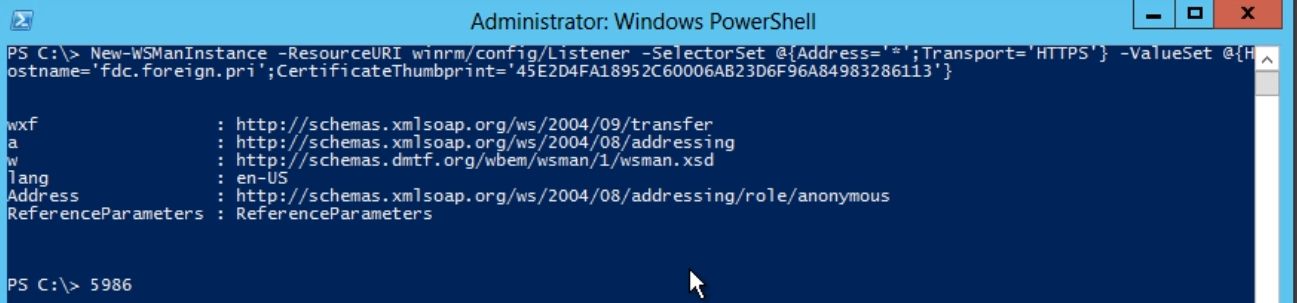 Administrator: Windows PowerShell
PS C:\> New-WSManInstance -ResourceURI winrm/config/Listener -SelectorSet @{Address='*';Transport='HTTPS'} -ValueSet @{H
ostname='fdc.foreign.pri';CertificateThumbprint='45E2D4FA18952C60006AB23D6F96A84983286113'}
wxf : http://schemas.xmlsoap.org/ws/2004/09/transfer
a : http://schemas.xmlsoap.org/ws/2004/08/addressing
w : http://schemas.dmtf.org/wbem/wsman/1/wsman.xsd
lang : en-US
Address : http://schemas.xmlsoap.org/ws/2004/08/addressing/role/anonymous
ReferenceParameters : ReferenceParameters
PS C:\> 5986